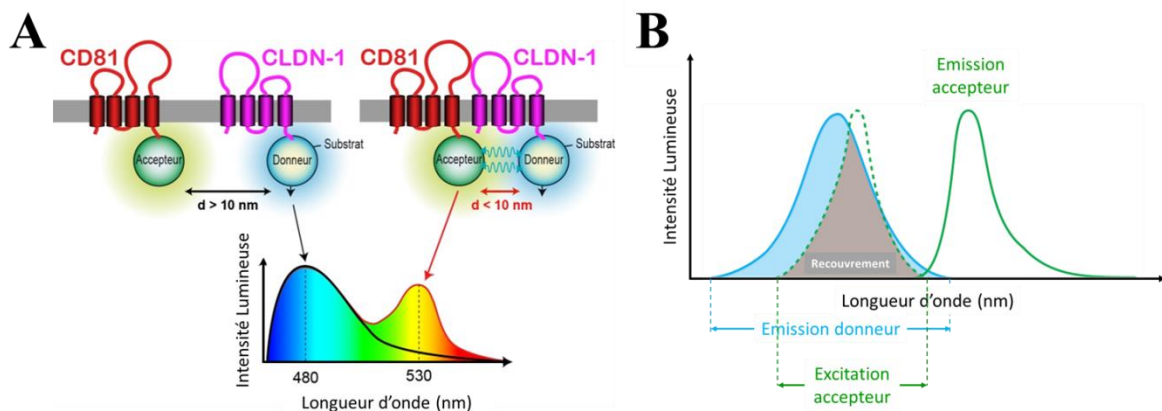 A
CD81
CLDN-1
CD81
CLDN-1
Accepteur
Donneur
Substrat
Accepteur
Donneur
Substrat
d > 10 nm
d < 10 nm
Intensité Lumineuse
480
530
Longueur d'onde (nm)
B
Intensité Lumineuse
Emission
accepteur
Recouvrement
Longueur d'onde (nm)
Emission donneur
Excitation
accepteur